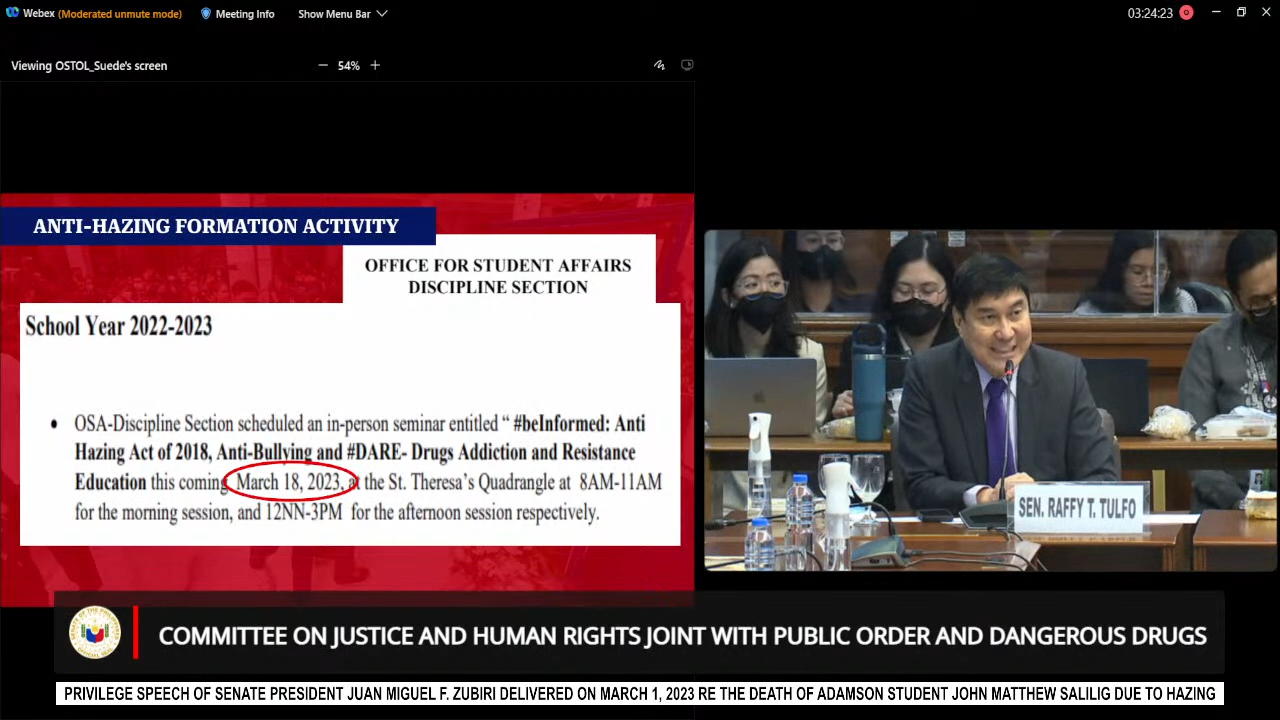 Webex (Moderated unmute mode) Meeting Info Show Menu Bar 03:24:23
Viewing OSTOL_Suede's screen − 54% +
ANTI-HAZING FORMATION ACTIVITY
OFFICE FOR STUDENT AFFAIRS
DISCIPLINE SECTION
School Year 2022-2023
• OSA-Discipline Section scheduled an in-person seminar entitled “ #beInformed: Anti
Hazing Act of 2018, Anti-Bullying and #DARE- Drugs Addiction and Resistance
Education this coming March 18, 2023, at the St. Theresa's Quadrangle at 8AM-11AM
for the morning session, and 12NN-3PM for the afternoon session respectively.
SEN. RAFFY T. TULFO
COMMITTEE ON JUSTICE AND HUMAN RIGHTS JOINT WITH PUBLIC ORDER AND DANGEROUS DRUGS
PRIVILEGE SPEECH OF SENATE PRESIDENT JUAN MIGUEL F. ZUBIRI DELIVERED ON MARCH 1, 2023 RE THE DEATH OF ADAMSON STUDENT JOHN MATTHEW SALILIG DUE TO HAZING